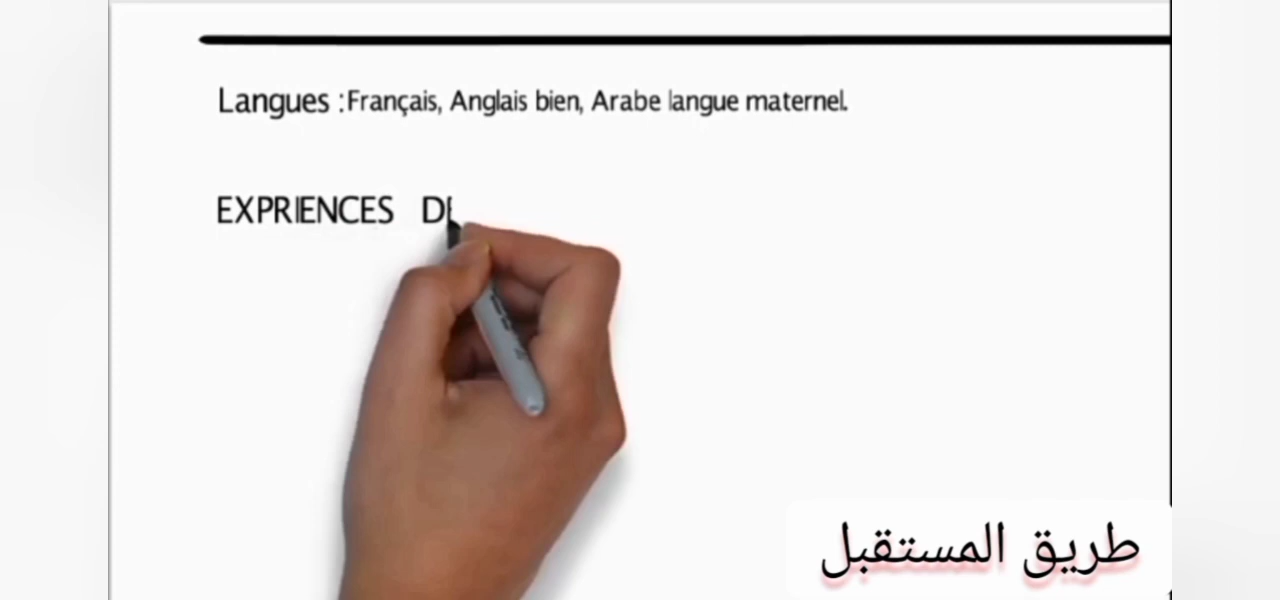 Langues :Français, Anglais bien, Arabe langue maternel.
EXPRIENCES
طريق المستقبل